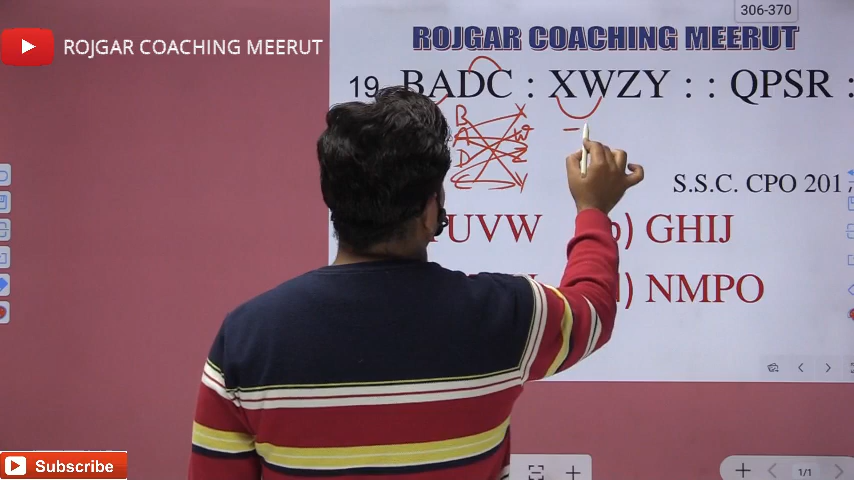 306-370
ROJGAR COACHING MEERUT
ROJGAR COACHING MEERUT
19 BADC : XWZY : : QPSR :
B X
A W
D Z
C Y
S.S.C. CPO 201
UVW b) GHIJ
) NMPO
1/1
Subscribe